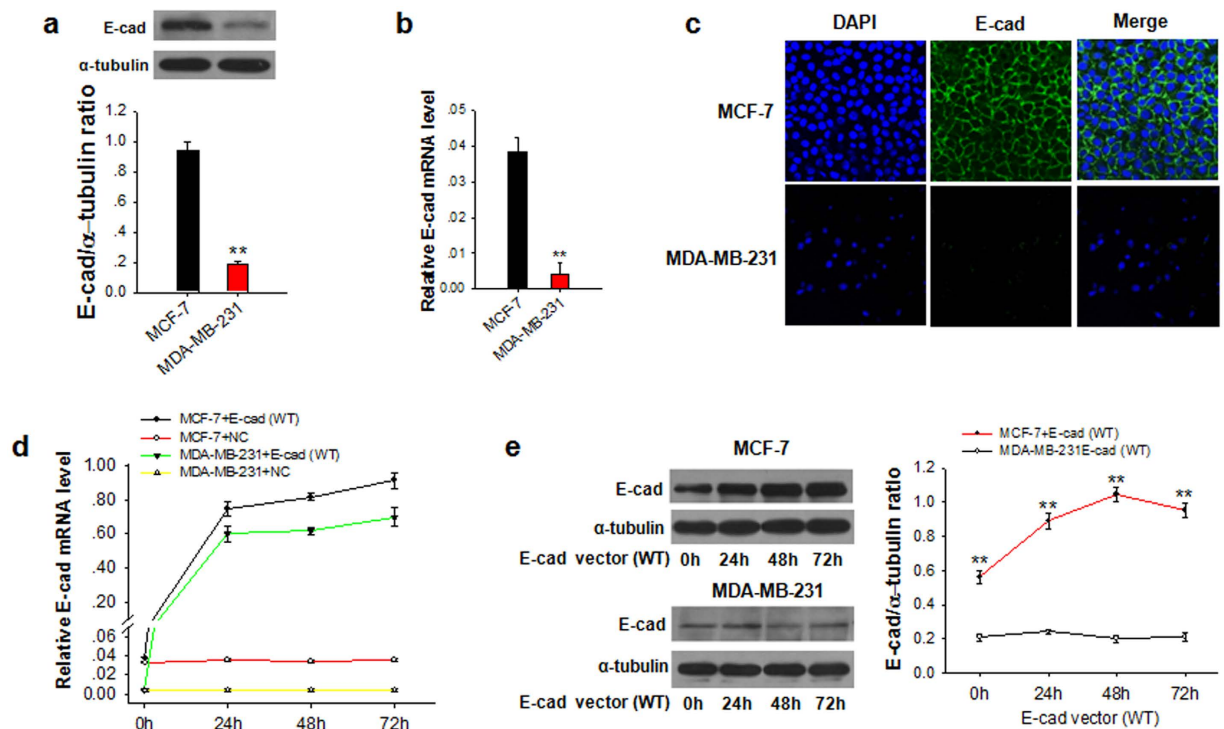 a
E-cad
α-tubulin
E-cad/α–tubulin ratio
1.2
1.0
.8
.6
.4
.2
0.0
**
MCF-7
MDA-MB-231
b
Relative E-cad mRNA level
.05
.04
.03
.02
.01
0.00
**
MCF-7
MDA-MB-231
c
DAPI
E-cad
Merge
MCF-7
MDA-MB-231
d
MCF-7+E-cad (WT)
MCF-7+NC
MDA-MB-231+E-cad (WT)
MDA-MB-231+NC
Relative E-cad mRNA level
1.00
.80
.60
.40
.20
.06
.04
.02
0.00
0h
24h
48h
72h
e
MCF-7
E-cad
α-tubulin
E-cad vector (WT) 0h 24h 48h 72h
MDA-MB-231
E-cad
α-tubulin
E-cad vector (WT) 0h 24h 48h 72h
MCF-7+E-cad (WT)
MDA-MB-231E-cad (WT)
E-cad/α–tubulin ratio
1.2
1.0
0.8
0.6
0.4
0.2
0.0
**
**
**
**
0h
24h
48h
72h
E-cad vector (WT)